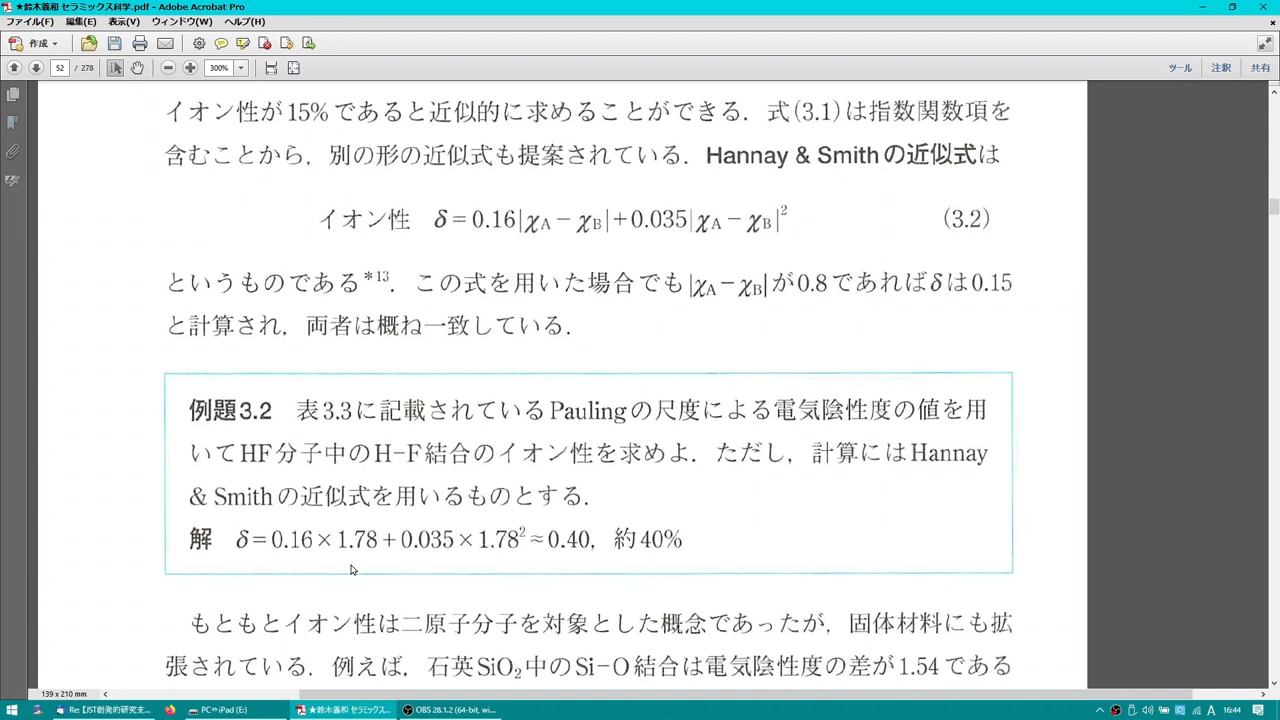 ★鈴木義和 セラミックス科学.pdf - Adobe Acrobat Pro
ファイル(F) 編集(E) 表示(V) ウィンドウ(W) ヘルプ(H)
作成
52 / 278
300%
ツール 注釈 共有
イオン性が15%であると近似的に求めることができる．式(3.1)は指数関数項を
含むことから，別の形の近似式も提案されている．Hannay & Smithの近似式は
イオン性 δ = 0.16|χA − χB| + 0.035|χA − χB|² (3.2)
というものである*13．この式を用いた場合でも|χA−χB|が0.8であればδは0.15
と計算され，両者は概ね一致している．
例題3.2 表3.3に記載されているPaulingの尺度による電気陰性度の値を用
いてHF分子中のH−F結合のイオン性を求めよ．ただし，計算にはHannay
& Smithの近似式を用いるものとする．
解 δ = 0.16 × 1.78 + 0.035 × 1.78² ≈ 0.40，約40%
もともとイオン性は二原子分子を対象とした概念であったが，固体材料にも拡
張されている．例えば，石英SiO₂中のSi−O結合は電気陰性度の差が1.54である
139 x 210 mm
Re: 【JST創発的研究支... PC⇔iPad (E:) ★鈴木義和 セラミックス... OBS 28.1.2 (64-bit, wi... A 16:44